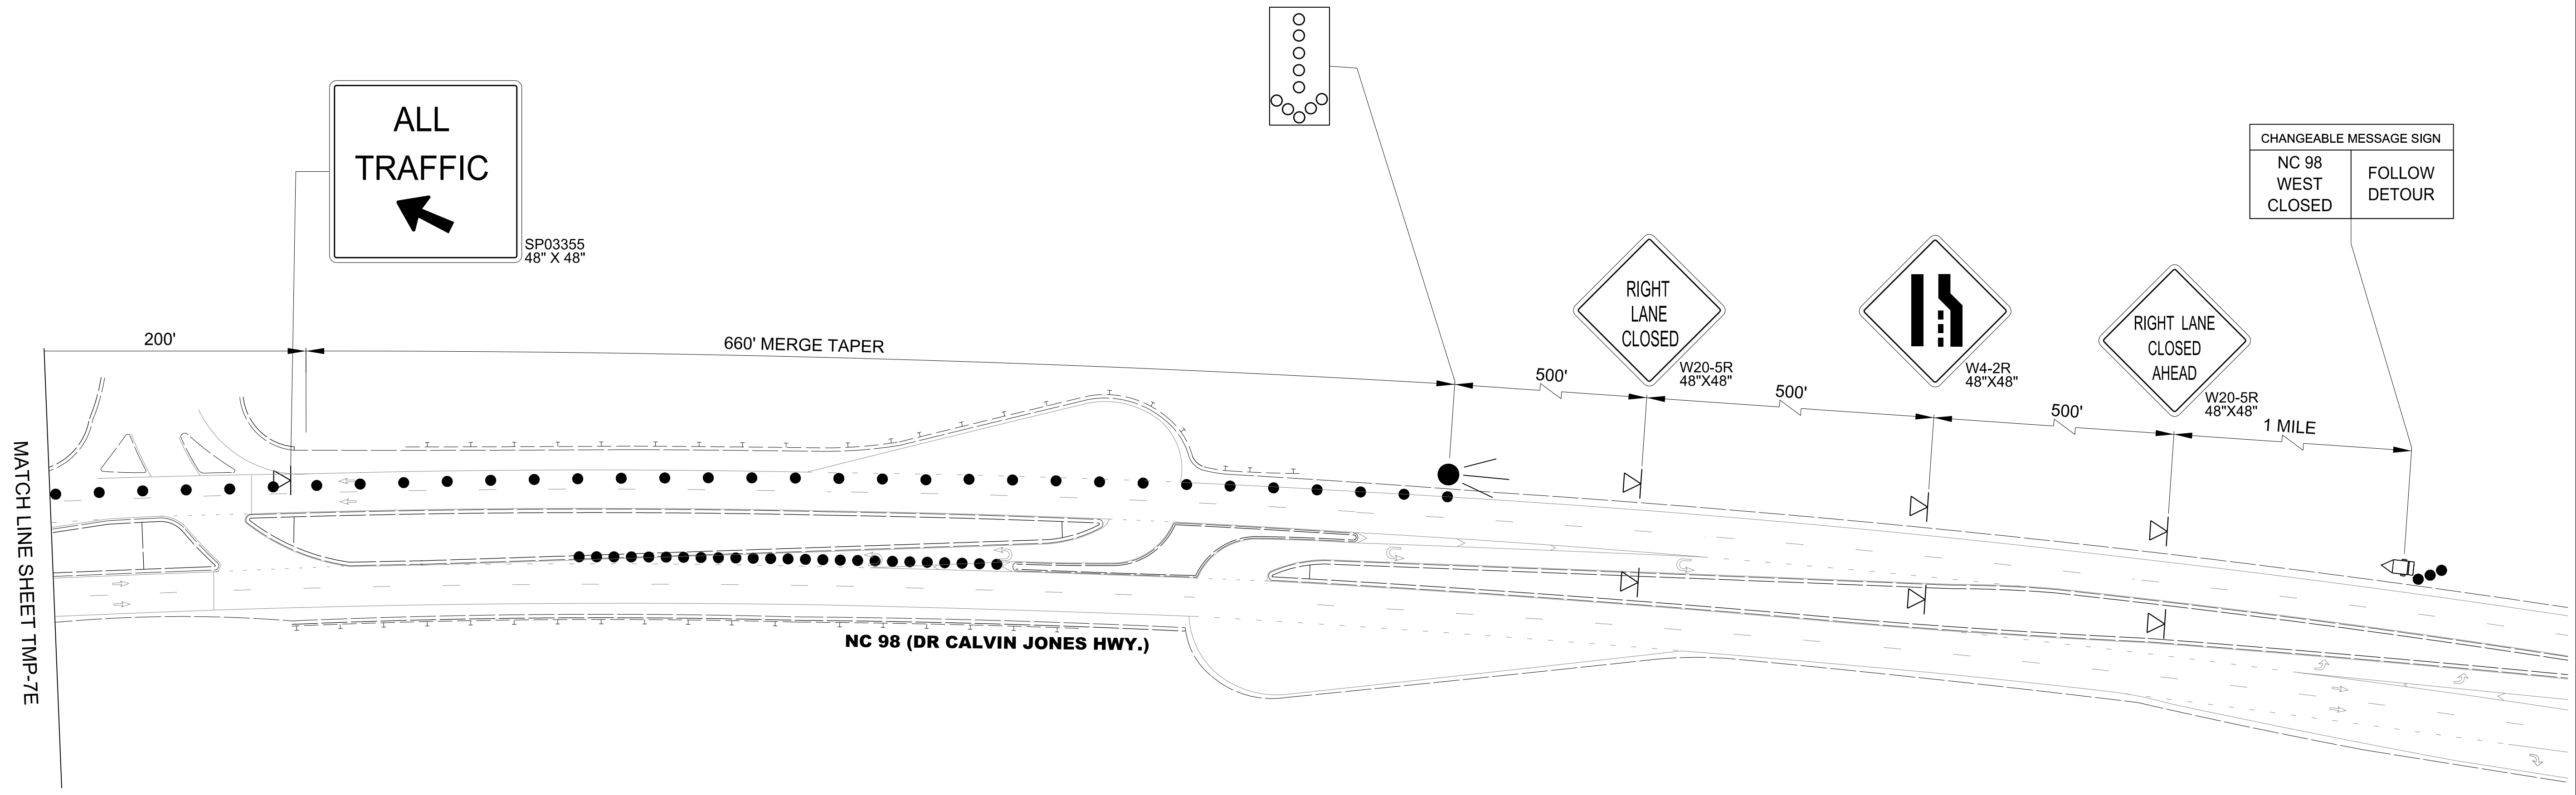 ALL
TRAFFIC
SP03355
48" X 48"
CHANGEABLE MESSAGE SIGN
NC 98
WEST
CLOSED
FOLLOW
DETOUR
RIGHT
LANE
CLOSED
W20-5R
48"X48"
W4-2R
48"X48"
RIGHT LANE
CLOSED
AHEAD
W20-5R
48"X48"
200'
660' MERGE TAPER
500'
500'
500'
1 MILE
MATCH LINE SHEET TMP-7E
NC 98 (DR CALVIN JONES HWY.)